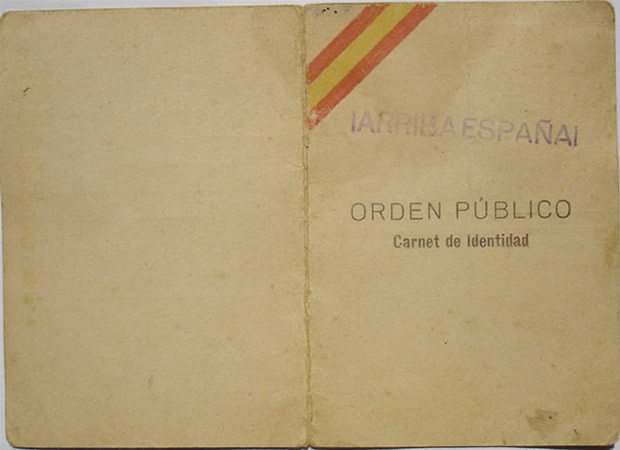 ¡ARRIBA ESPAÑA!
ORDEN PÚBLICO
Carnet de Identidad